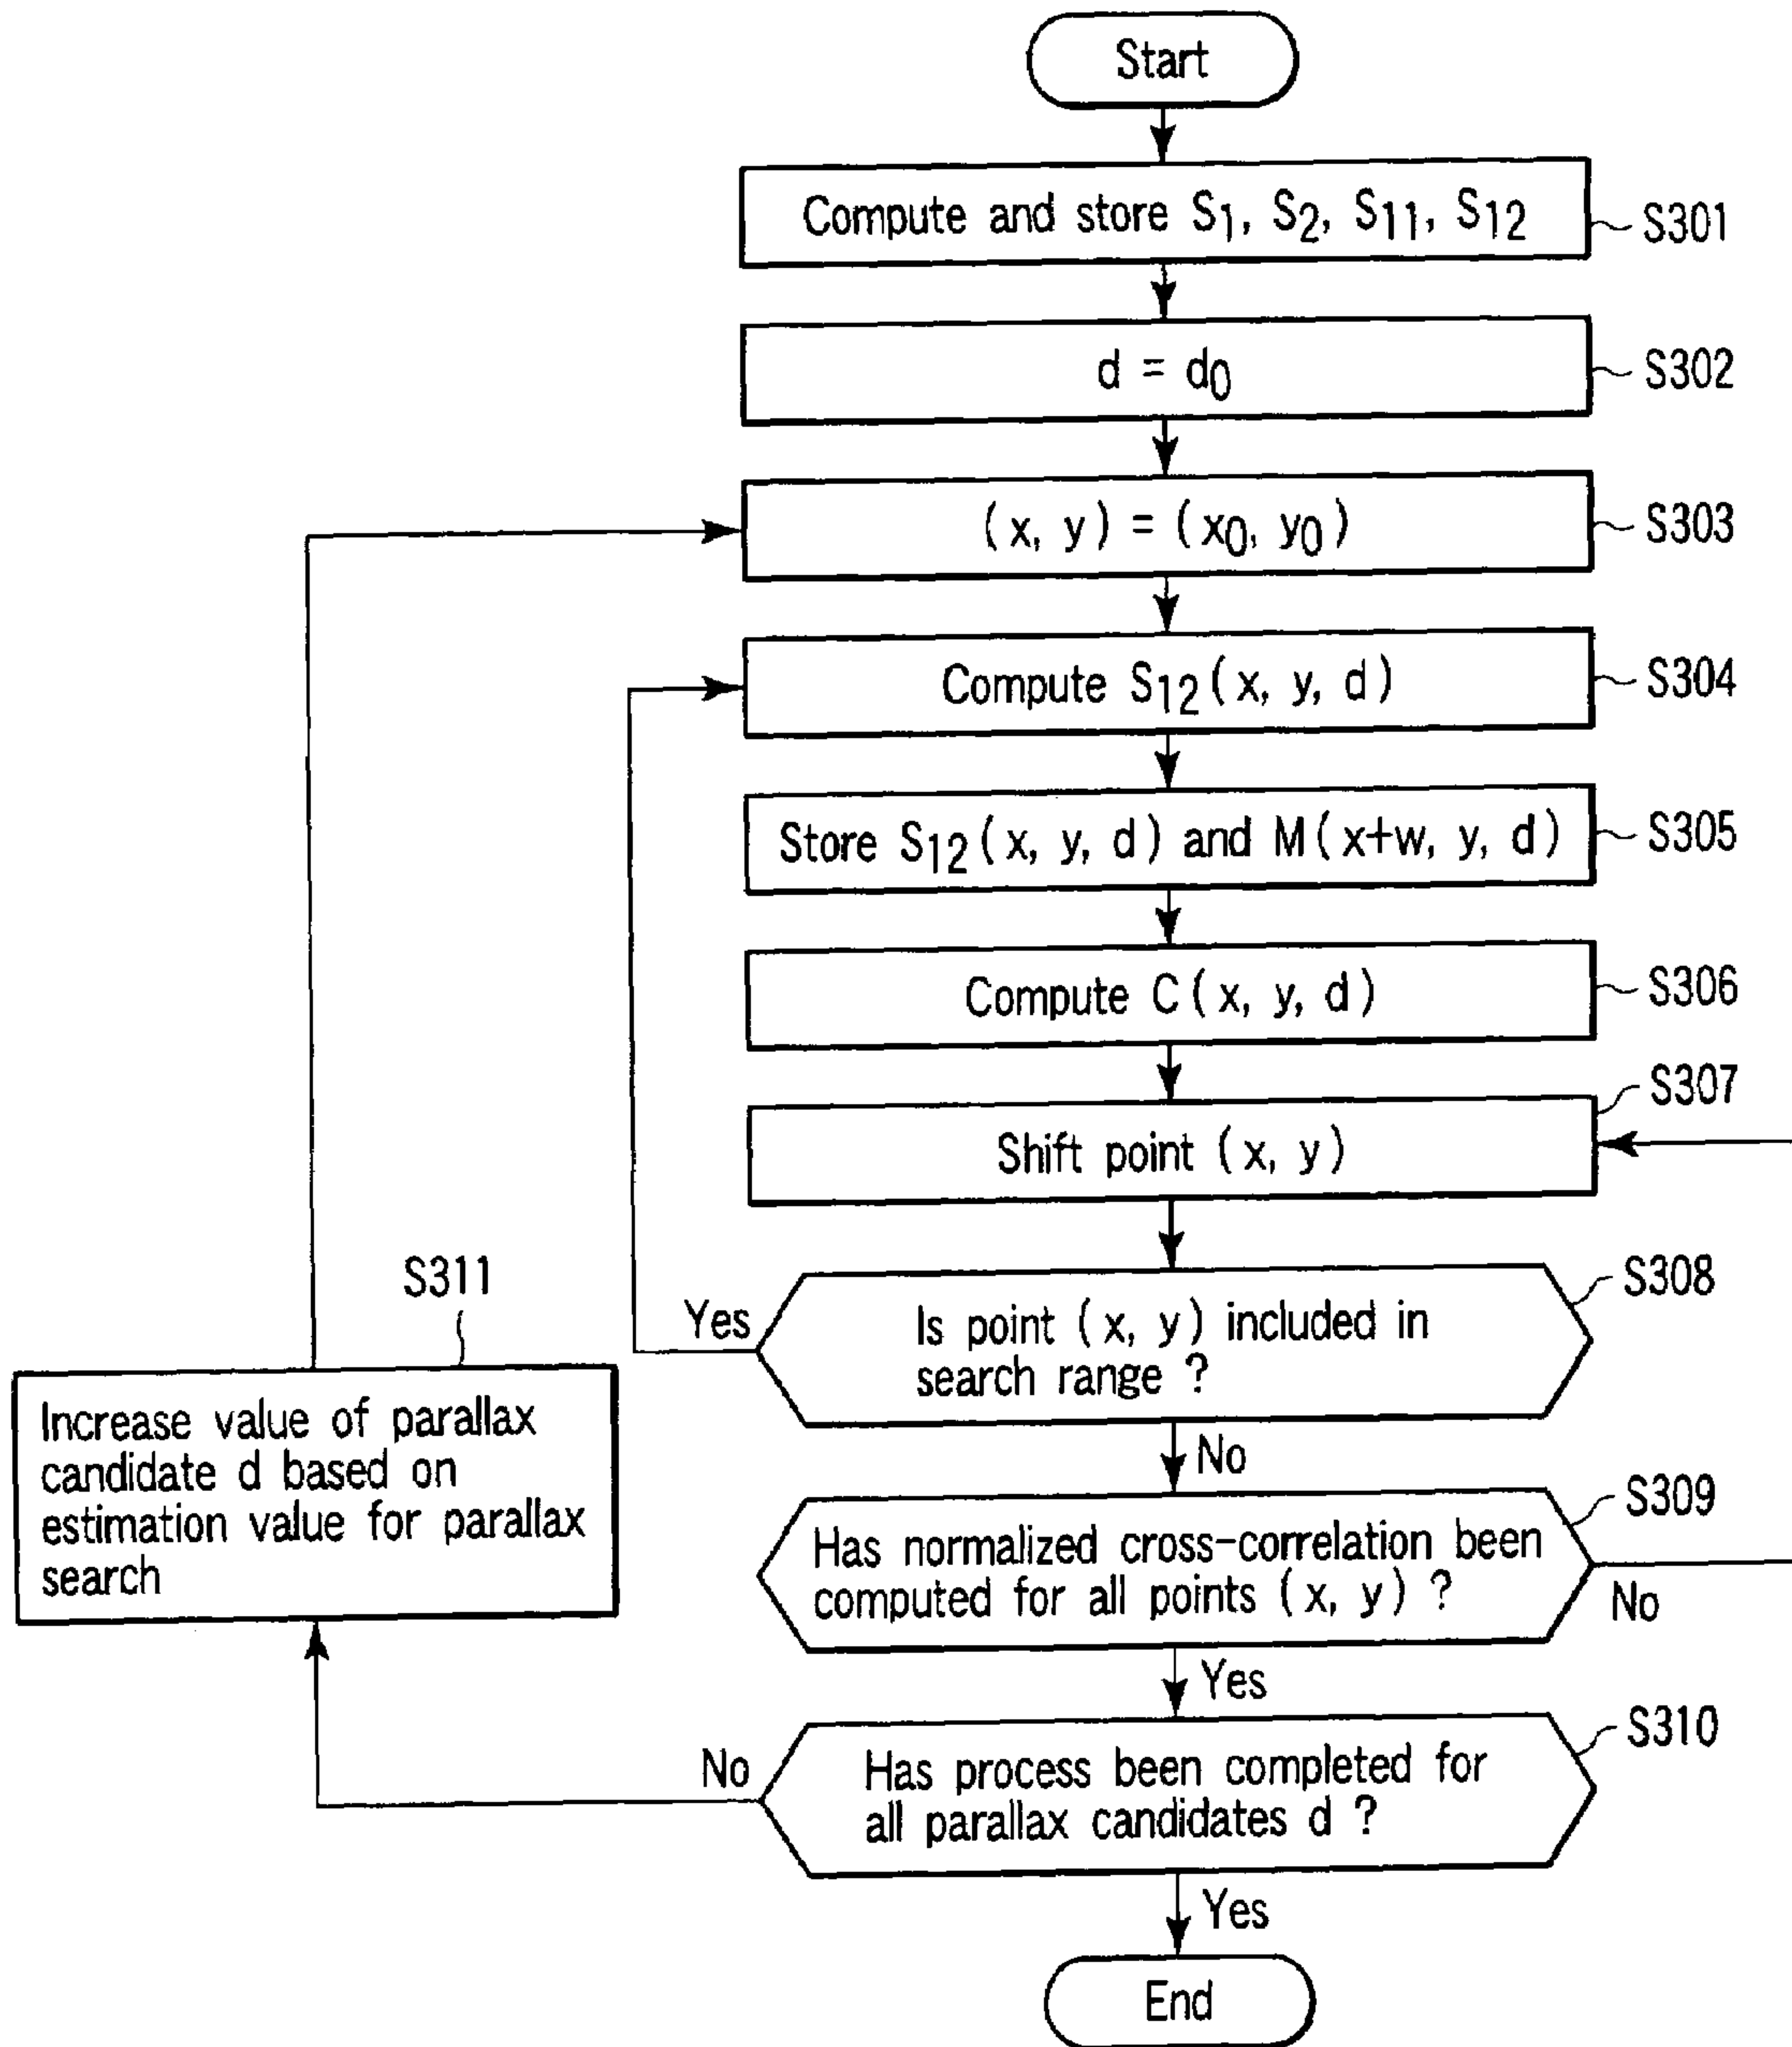 Start
Compute and store S1, S2, S11, S12
S301
d = d0
S302
(x, y) = (x0, y0)
S303
Compute S12(x, y, d)
S304
Store S12(x, y, d) and M(x+w, y, d)
S305
Compute C(x, y, d)
S306
S307
Shift point (x, y)
S308
Yes
Is point (x, y) included in
search range ?
No
S311
Increase value of parallax
candidate d based on
estimation value for parallax
search
S309
Has normalized cross-correlation been
computed for all points (x, y) ?
No
Yes
S310
No
Has process been completed for
all parallax candidates d ?
Yes
End